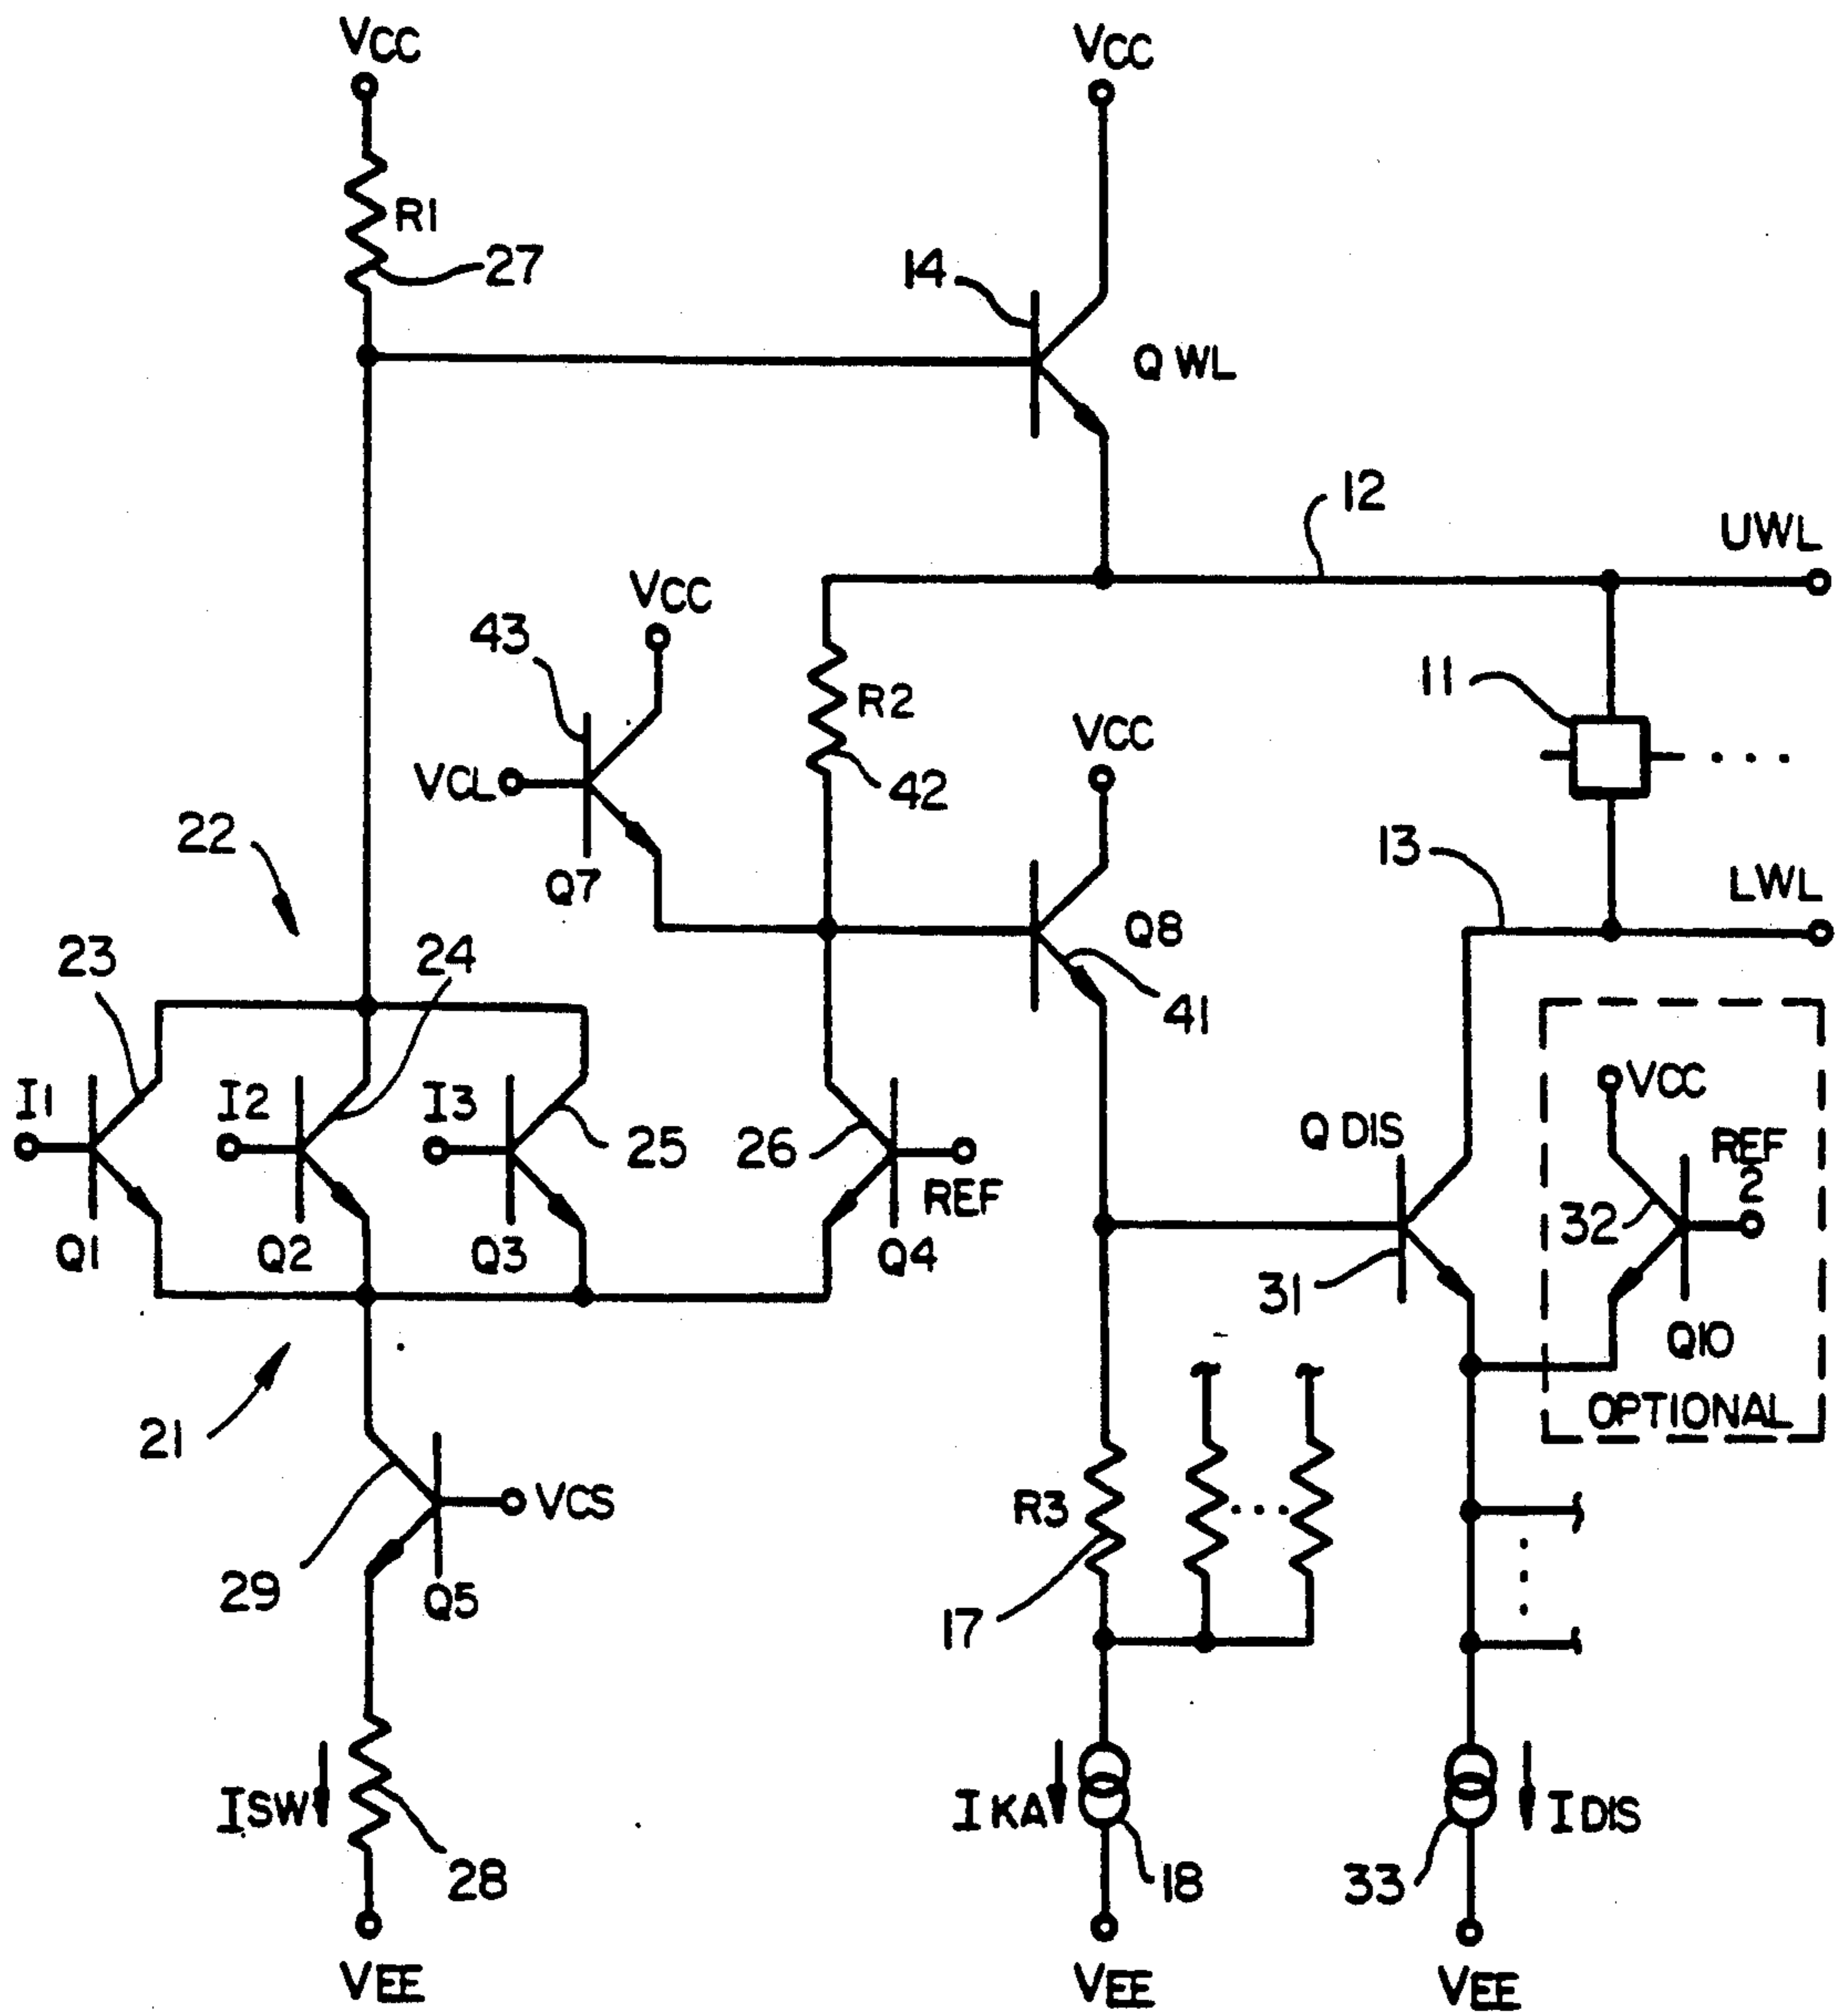 VCC
VCC
R1
27
14
Q WL
12
UWL
VCC
43
R2
11
VCC
VCL
42
22
13
Q7
LWL
Q8
23
24
41
VCC
I1
I2
I3
Q DIS
REF
2
25
26
32
REF
Q1
Q2
Q3
Q4
31
Q10
OPTIONAL
21
R3
VCS
29
Q5
17
ISW
IKA
IDIS
28
18
33
VEE
VEE
VEE